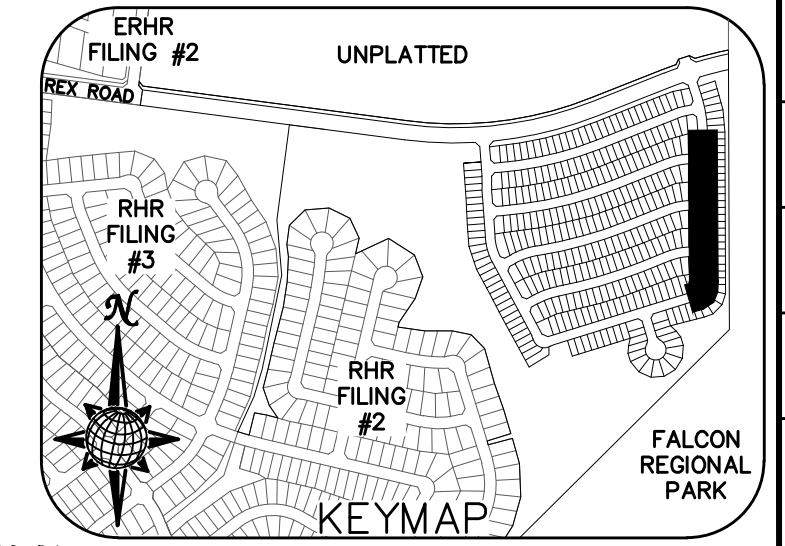 ERHR
FILING #2
UNPLATTED
REX ROAD
RHR
FILING
#3
N
RHR
FILING
#2
FALCON
REGIONAL
PARK
KEYMAP